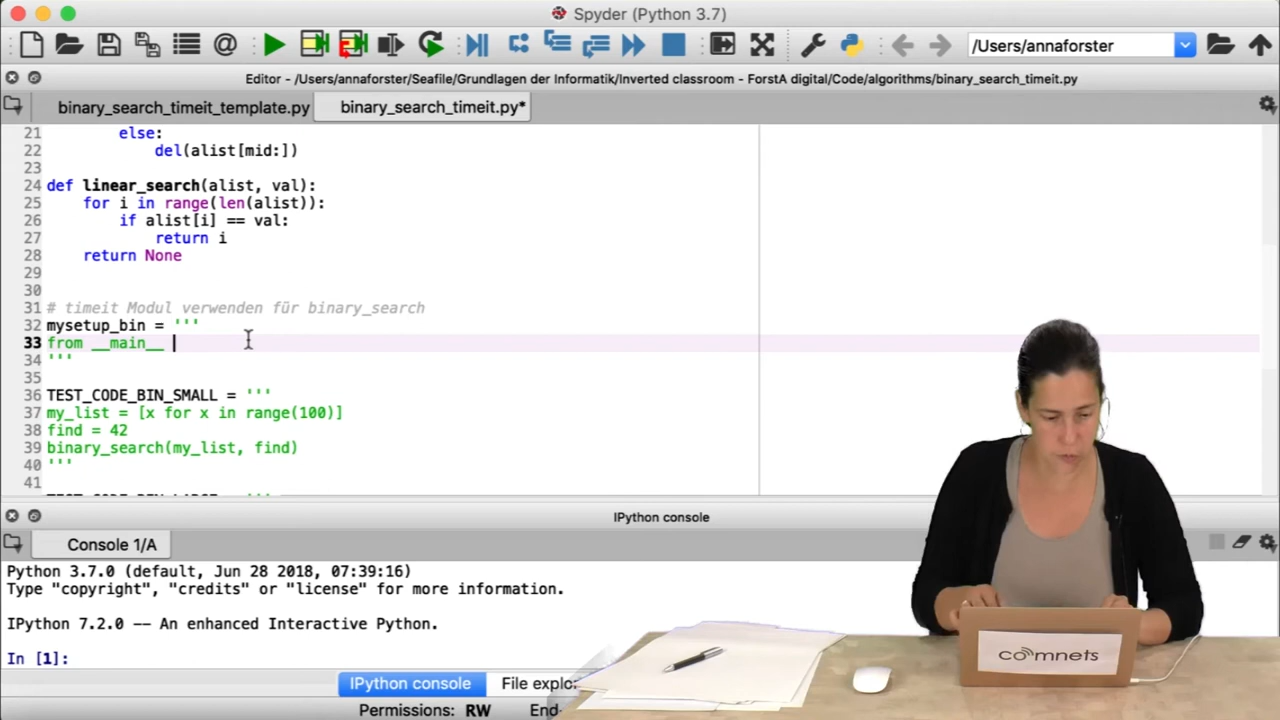 Spyder (Python 3.7)
/Users/annaforster
Editor - /Users/annaforster/Seafile/Grundlagen der Informatik/Inverted classroom - ForstA digital/Code/algorithms/binary_search_timeit.py
binary_search_timeit_template.py
binary_search_timeit.py*
21 else:
22 del(alist[mid:])
23
24 def linear_search(alist, val):
25 for i in range(len(alist)):
26 if alist[i] == val:
27 return i
28 return None
29
30
31 # timeit Modul verwenden für binary_search
32 mysetup_bin = '''
33 from __main__
34 '''
35
36 TEST_CODE_BIN_SMALL = '''
37 my_list = [x for x in range(100)]
38 find = 42
39 binary_search(my_list, find)
40 '''
41
IPython console
Console 1/A
Python 3.7.0 (default, Jun 28 2018, 07:39:16)
Type "copyright", "credits" or "license" for more information.
IPython 7.2.0 -- An enhanced Interactive Python.
In [1]:
IPython console
File explo
Permissions: RW
End-
comnets